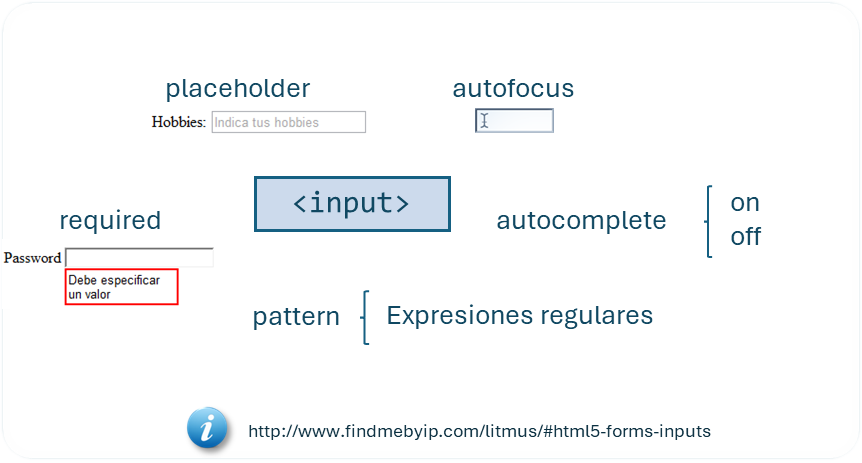 placeholder
Hobbies: Indica tus hobbies
autofocus
<input>
required
Password
Debe especificar
un valor
autocomplete
on
off
pattern
Expresiones regulares
i
http://www.findmebyip.com/litmus/#html5-forms-inputs